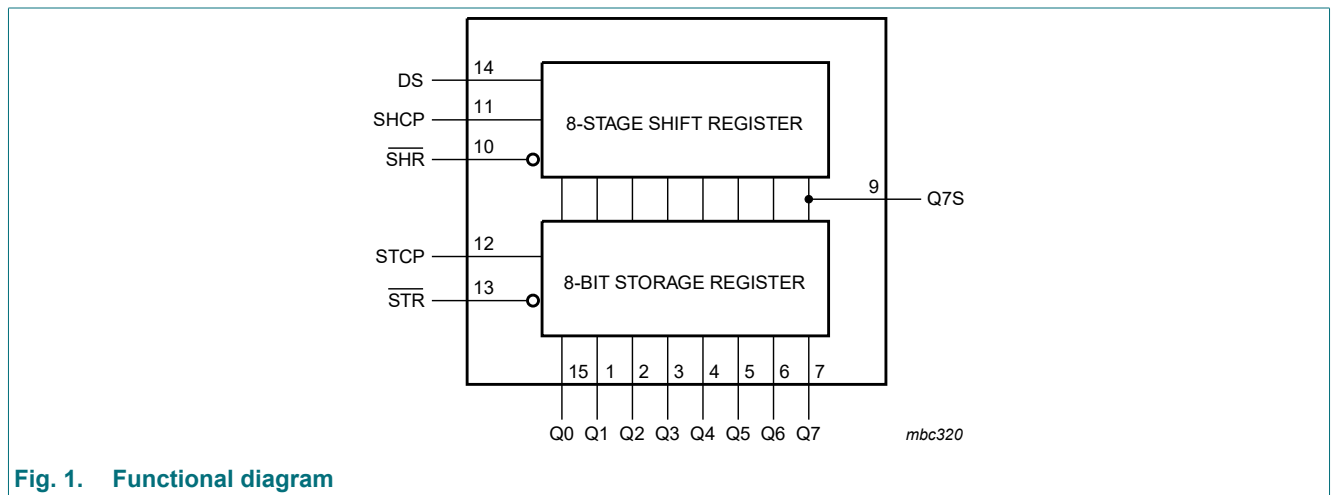 DS
14
SHCP
11
SHR
10
8-STAGE SHIFT REGISTER
9
Q7S
STCP
12
STR
13
8-BIT STORAGE REGISTER
15 1 2 3 4 5 6 7
Q0 Q1 Q2 Q3 Q4 Q5 Q6 Q7
mbc320
Fig. 1. Functional diagram